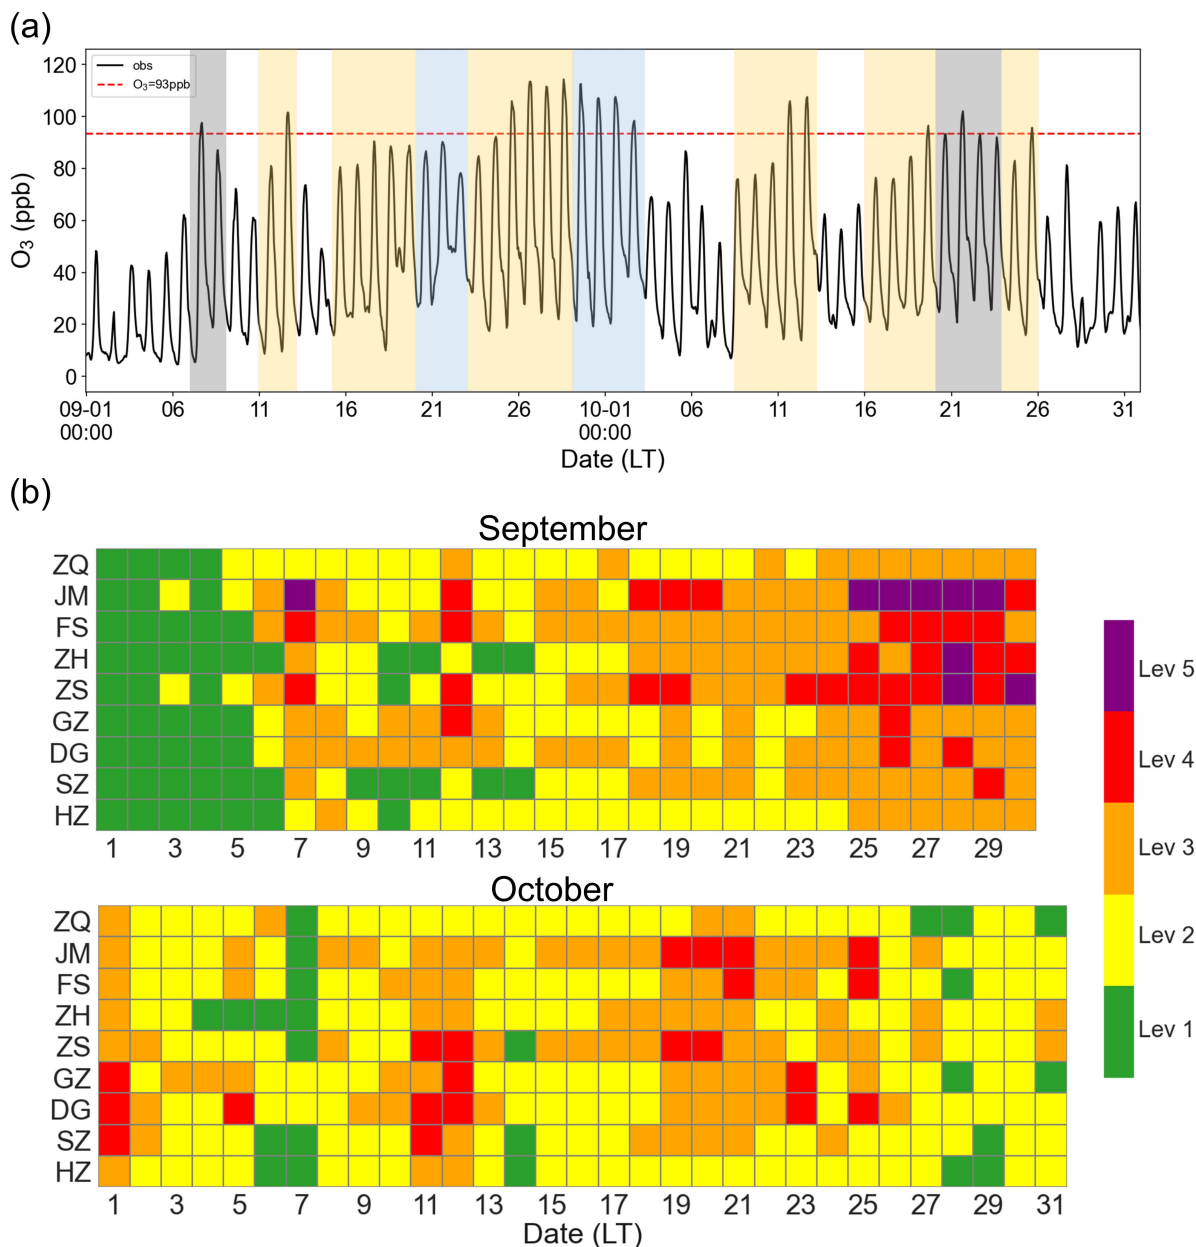 (a)
120
100
80
60
40
20
0
O₃ (ppb)
obs
O₃=93ppb
09-01 06 11 16 21 26 10-01 06 11 16 21 26 31
00:00 00:00
Date (LT)
(b)
September
ZQ
JM
FS
ZH
ZS
GZ
DG
SZ
HZ
1 3 5 7 9 11 13 15 17 19 21 23 25 27 29
October
ZQ
JM
FS
ZH
ZS
GZ
DG
SZ
HZ
1 3 5 7 9 11 13 15 17 19 21 23 25 27 29 31
Date (LT)
Lev 5
Lev 4
Lev 3
Lev 2
Lev 1